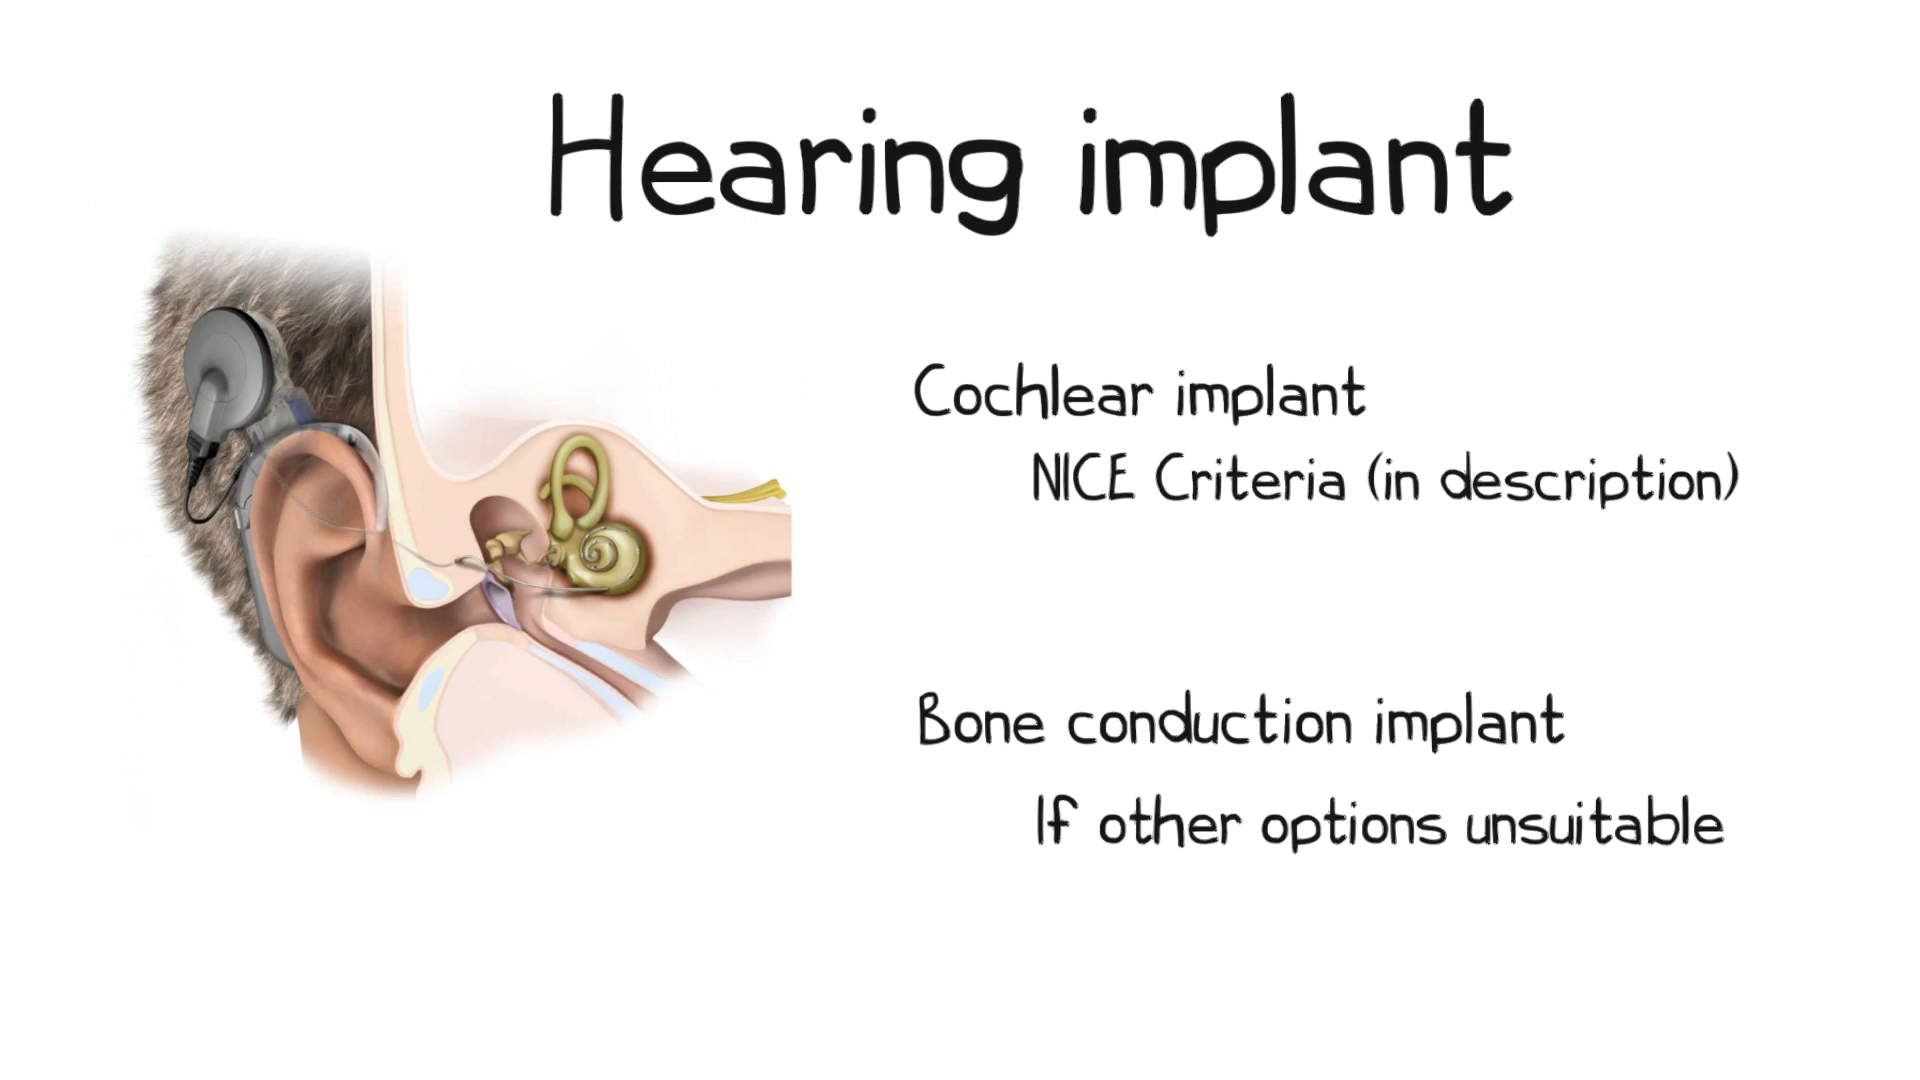 Hearing implant
Cochlear implant
NICE Criteria (in description)
Bone conduction implant
If other options unsuitable